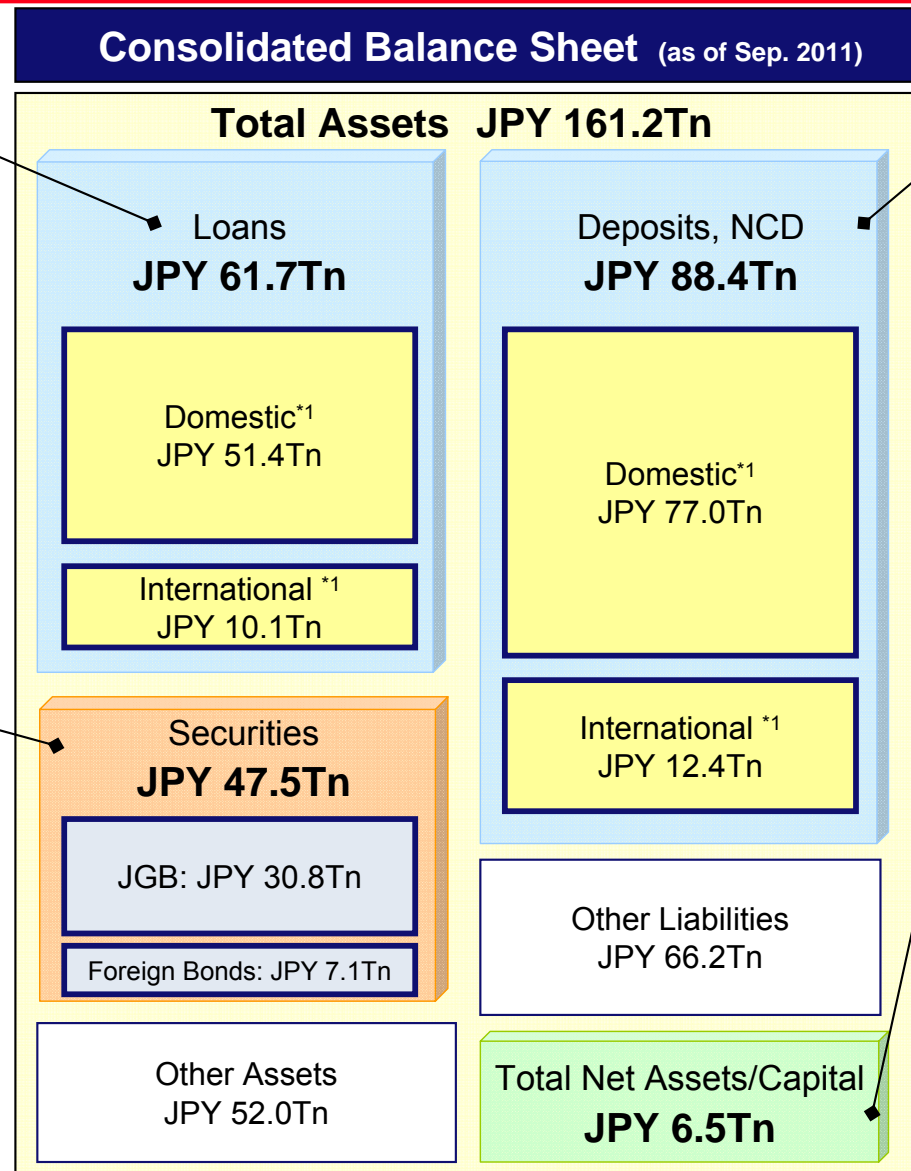 Consolidated Balance Sheet (as of Sep. 2011)
Total Assets JPY 161.2Tn
Loans
JPY 61.7Tn
Domestic*1
JPY 51.4Tn
International *1
JPY 10.1Tn
Securities
JPY 47.5Tn
JGB: JPY 30.8Tn
Foreign Bonds: JPY 7.1Tn
Other Assets
JPY 52.0Tn
Deposits, NCD
JPY 88.4Tn
Domestic*1
JPY 77.0Tn
International *1
JPY 12.4Tn
Other Liabilities
JPY 66.2Tn
Total Net Assets/Capital
JPY 6.5Tn